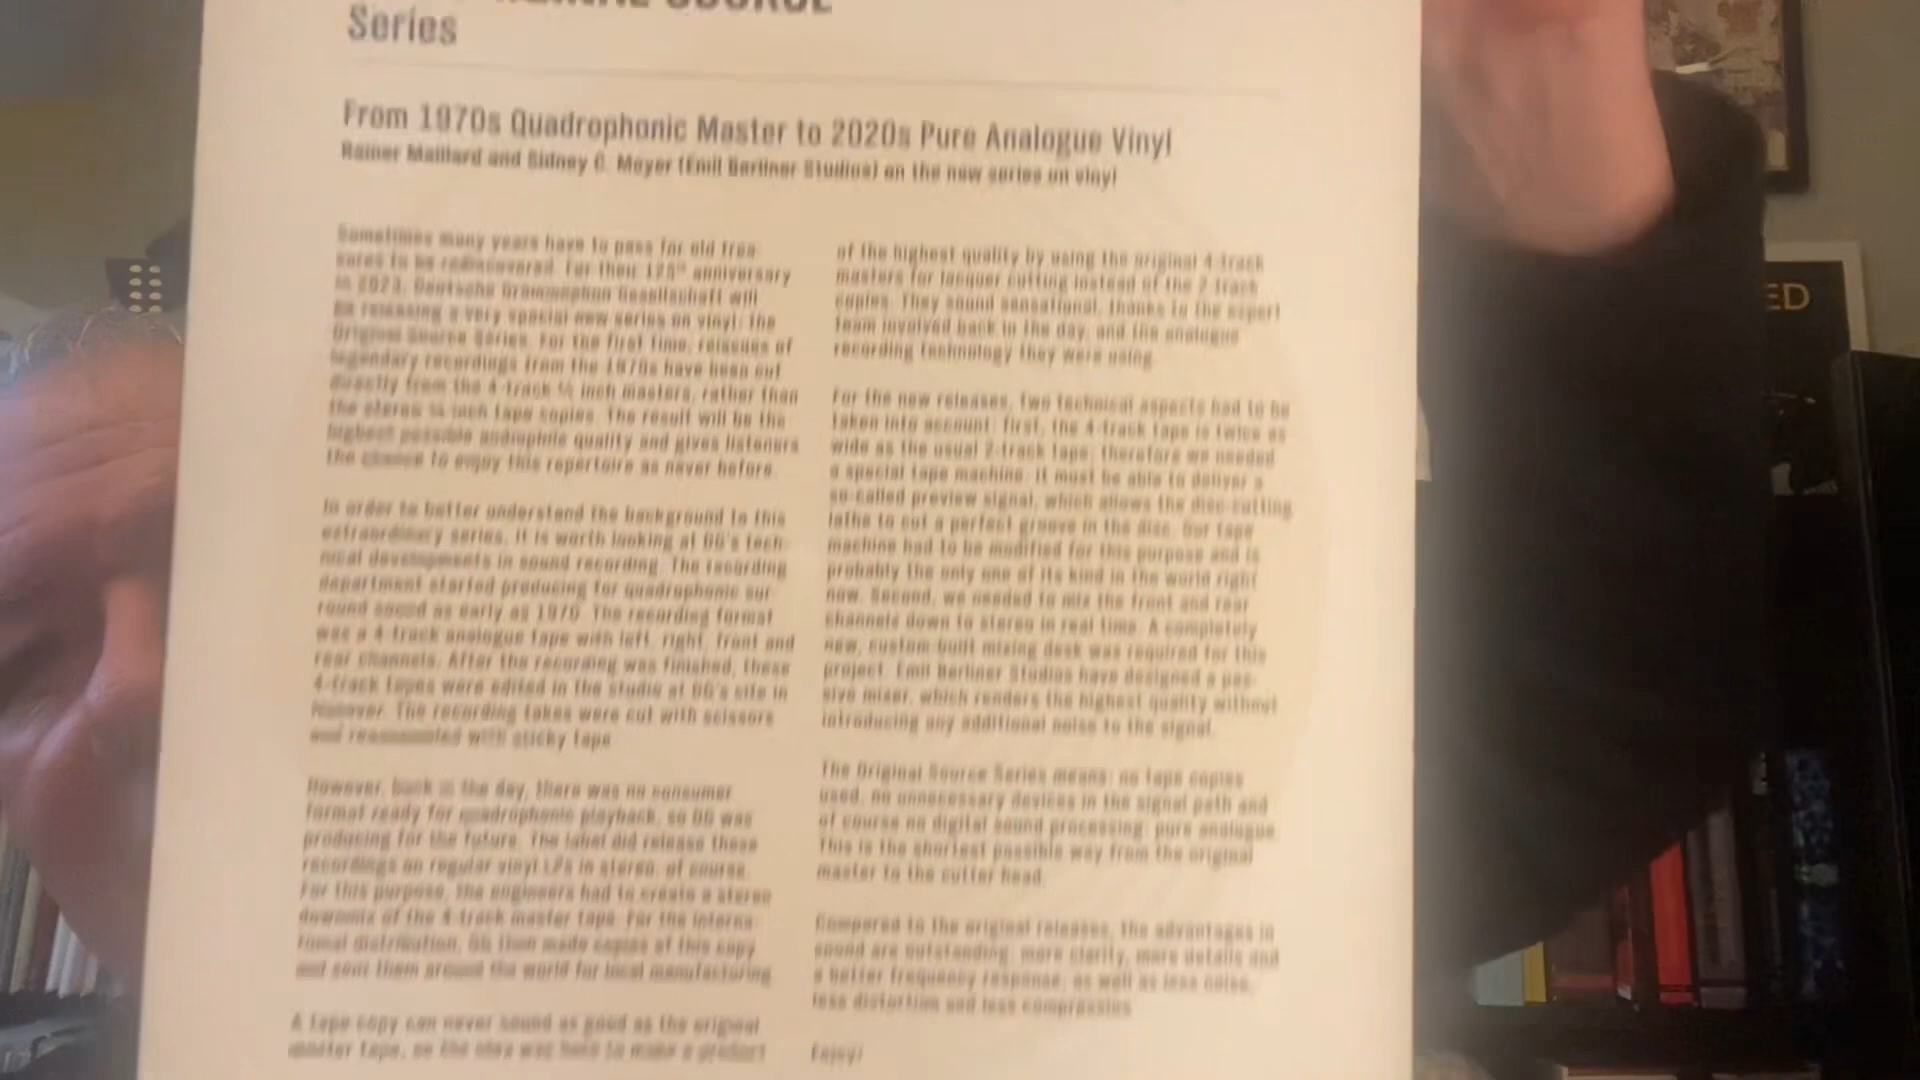 SOURCE
Series
From 1970s Quadrophonic Master to 2020s Pure Analogue Vinyl
Rainer Maillard and Sidney C. Meyer (Emil Berliner Studios) on the new series on vinyl
Sometimes many years have to pass for old trea-
sures to be rediscovered. For their 125th anniversary
in 2023, Deutsche Grammophon Gesellschaft will
be releasing a very special new series on vinyl: the
Original Source Series. For the first time, reissues of
legendary recordings from the 1970s have been cut
directly from the 4-track ½ inch masters, rather than
the stereo ¼ inch tape copies. The result will be the
highest possible audiophile quality and gives listeners
the chance to enjoy this repertoire as never before.
In order to better understand the background to this
extraordinary series, it is worth looking at DG's tech-
nical developments in sound recording. The recording
department started producing for quadrophonic sur-
round sound as early as 1970. The recording format
was a 4-track analogue tape with left, right, front and
rear channels. After the recording was finished, these
4-track tapes were edited in the studio at DG's site in
Hanover. The recording takes were cut with scissors
and reassembled with sticky tape.
However, back in the day, there was no consumer
format ready for quadrophonic playback, so DG was
producing for the future. The label did release these
recordings on regular vinyl LPs in stereo, of course.
For this purpose, the engineers had to create a stereo
downmix of the 4-track master tape. For the interna-
tional distribution, DG then made copies of this copy
and sent them around the world for local manufacturing.
A tape copy can never sound as good as the original
master tape, so the idea was born to make a product
of the highest quality by using the original 4-track
masters for lacquer cutting instead of the 2-track
copies. They sound sensational, thanks to the expert
team involved back in the day, and the analogue
recording technology they were using.
For the new releases, two technical aspects had to be
taken into account: first, the 4-track tape is twice as
wide as the usual 2-track tape; therefore we needed
a special tape machine. It must be able to deliver a
so-called preview signal, which allows the disc-cutting
lathe to cut a perfect groove in the disc. Our tape
machine had to be modified for this purpose and is
probably the only one of its kind in the world right
now. Second, we needed to mix the front and rear
channels down to stereo in real time. A completely
new, custom-built mixing desk was required for this
project. Emil Berliner Studios have designed a pas-
sive mixer, which renders the highest quality without
introducing any additional noise to the signal.
The Original Source Series means: no tape copies
used, no unnecessary devices in the signal path and
of course no digital sound processing: pure analogue.
This is the shortest possible way from the original
master to the cutter head.
Compared to the original releases, the advantages in
sound are outstanding: more clarity, more details and
a better frequency response, as well as less noise,
less distortion and less compression.
Enjoy!
ED